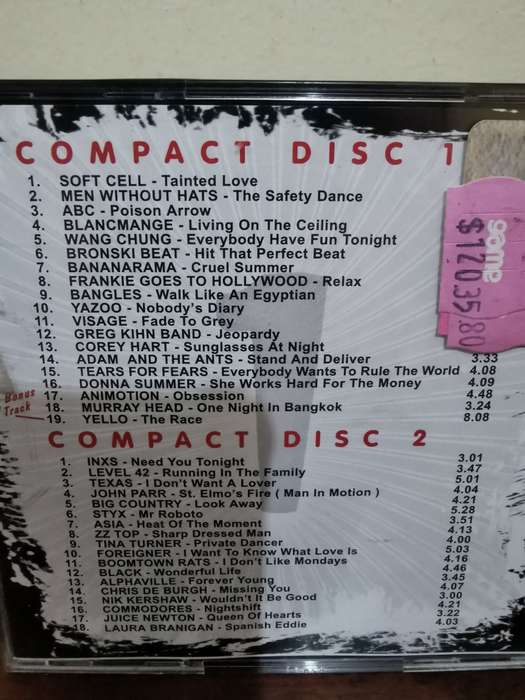 COMPACT DISC 1
1. SOFT CELL - Tainted Love
2. MEN WITHOUT HATS - The Safety Dance
3. ABC - Poison Arrow
4. BLANCMANGE - Living On The Ceiling
5. WANG CHUNG - Everybody Have Fun Tonight
6. BRONSKI BEAT - Hit That Perfect Beat
7. BANANARAMA - Cruel Summer
8. FRANKIE GOES TO HOLLYWOOD - Relax
9. BANGLES - Walk Like An Egyptian
10. YAZOO - Nobody's Diary
11. VISAGE - Fade To Grey
12. GREG KIHN BAND - Jeopardy
13. COREY HART - Sunglasses At Night
14. ADAM AND THE ANTS - Stand And Deliver 3.33
15. TEARS FOR FEARS - Everybody Wants To Rule The World 4.08
16. DONNA SUMMER - She Works Hard For The Money 4.09
17. ANIMOTION - Obsession 4.48
18. MURRAY HEAD - One Night In Bangkok 3.24
19. YELLO - The Race 8.08
Bonus
Track
game
$120.35.80
COMPACT DISC 2
1. INXS - Need You Tonight 3.01
2. LEVEL 42 - Running In The Family 3.47
3. TEXAS - I Don't Want A Lover 5.01
4. JOHN PARR - St. Elmo's Fire ( Man In Motion ) 4.04
5. BIG COUNTRY - Look Away 4.21
6. STYX - Mr Roboto 5.28
7. ASIA - Heat Of The Moment 3.51
8. ZZ TOP - Sharp Dressed Man 4.13
9. TINA TURNER - Private Dancer 4.00
10. FOREIGNER - I Want To Know What Love Is 5.03
11. BOOMTOWN RATS - I Don't Like Mondays 4.16
12. BLACK - Wonderful Life 4.46
13. ALPHAVILLE - Forever Young 3.45
14. CHRIS DE BURGH - Missing You 4.07
15. NIK KERSHAW - Wouldn't It Be Good 3.00
16. COMMODORES - Nightshift 4.21
17. JUICE NEWTON - Queen Of Hearts 3.22
18. LAURA BRANIGAN - Spanish Eddie 4.03